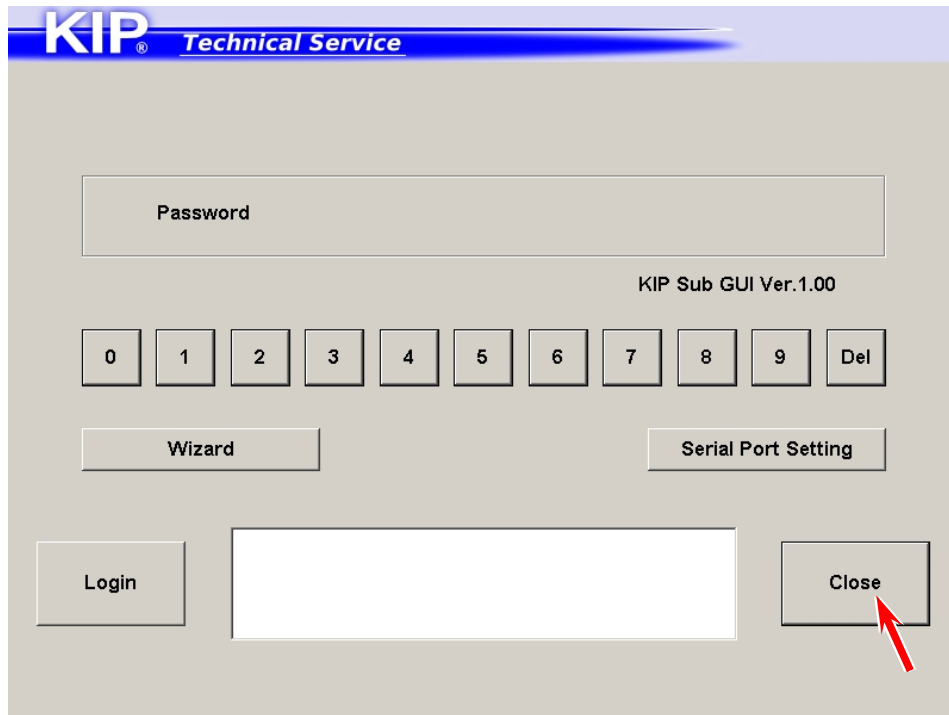 KIP® Technical Service
Password
KIP Sub GUI Ver.1.00
0 1 2 3 4 5 6 7 8 9 Del
Wizard Serial Port Setting
Login Close